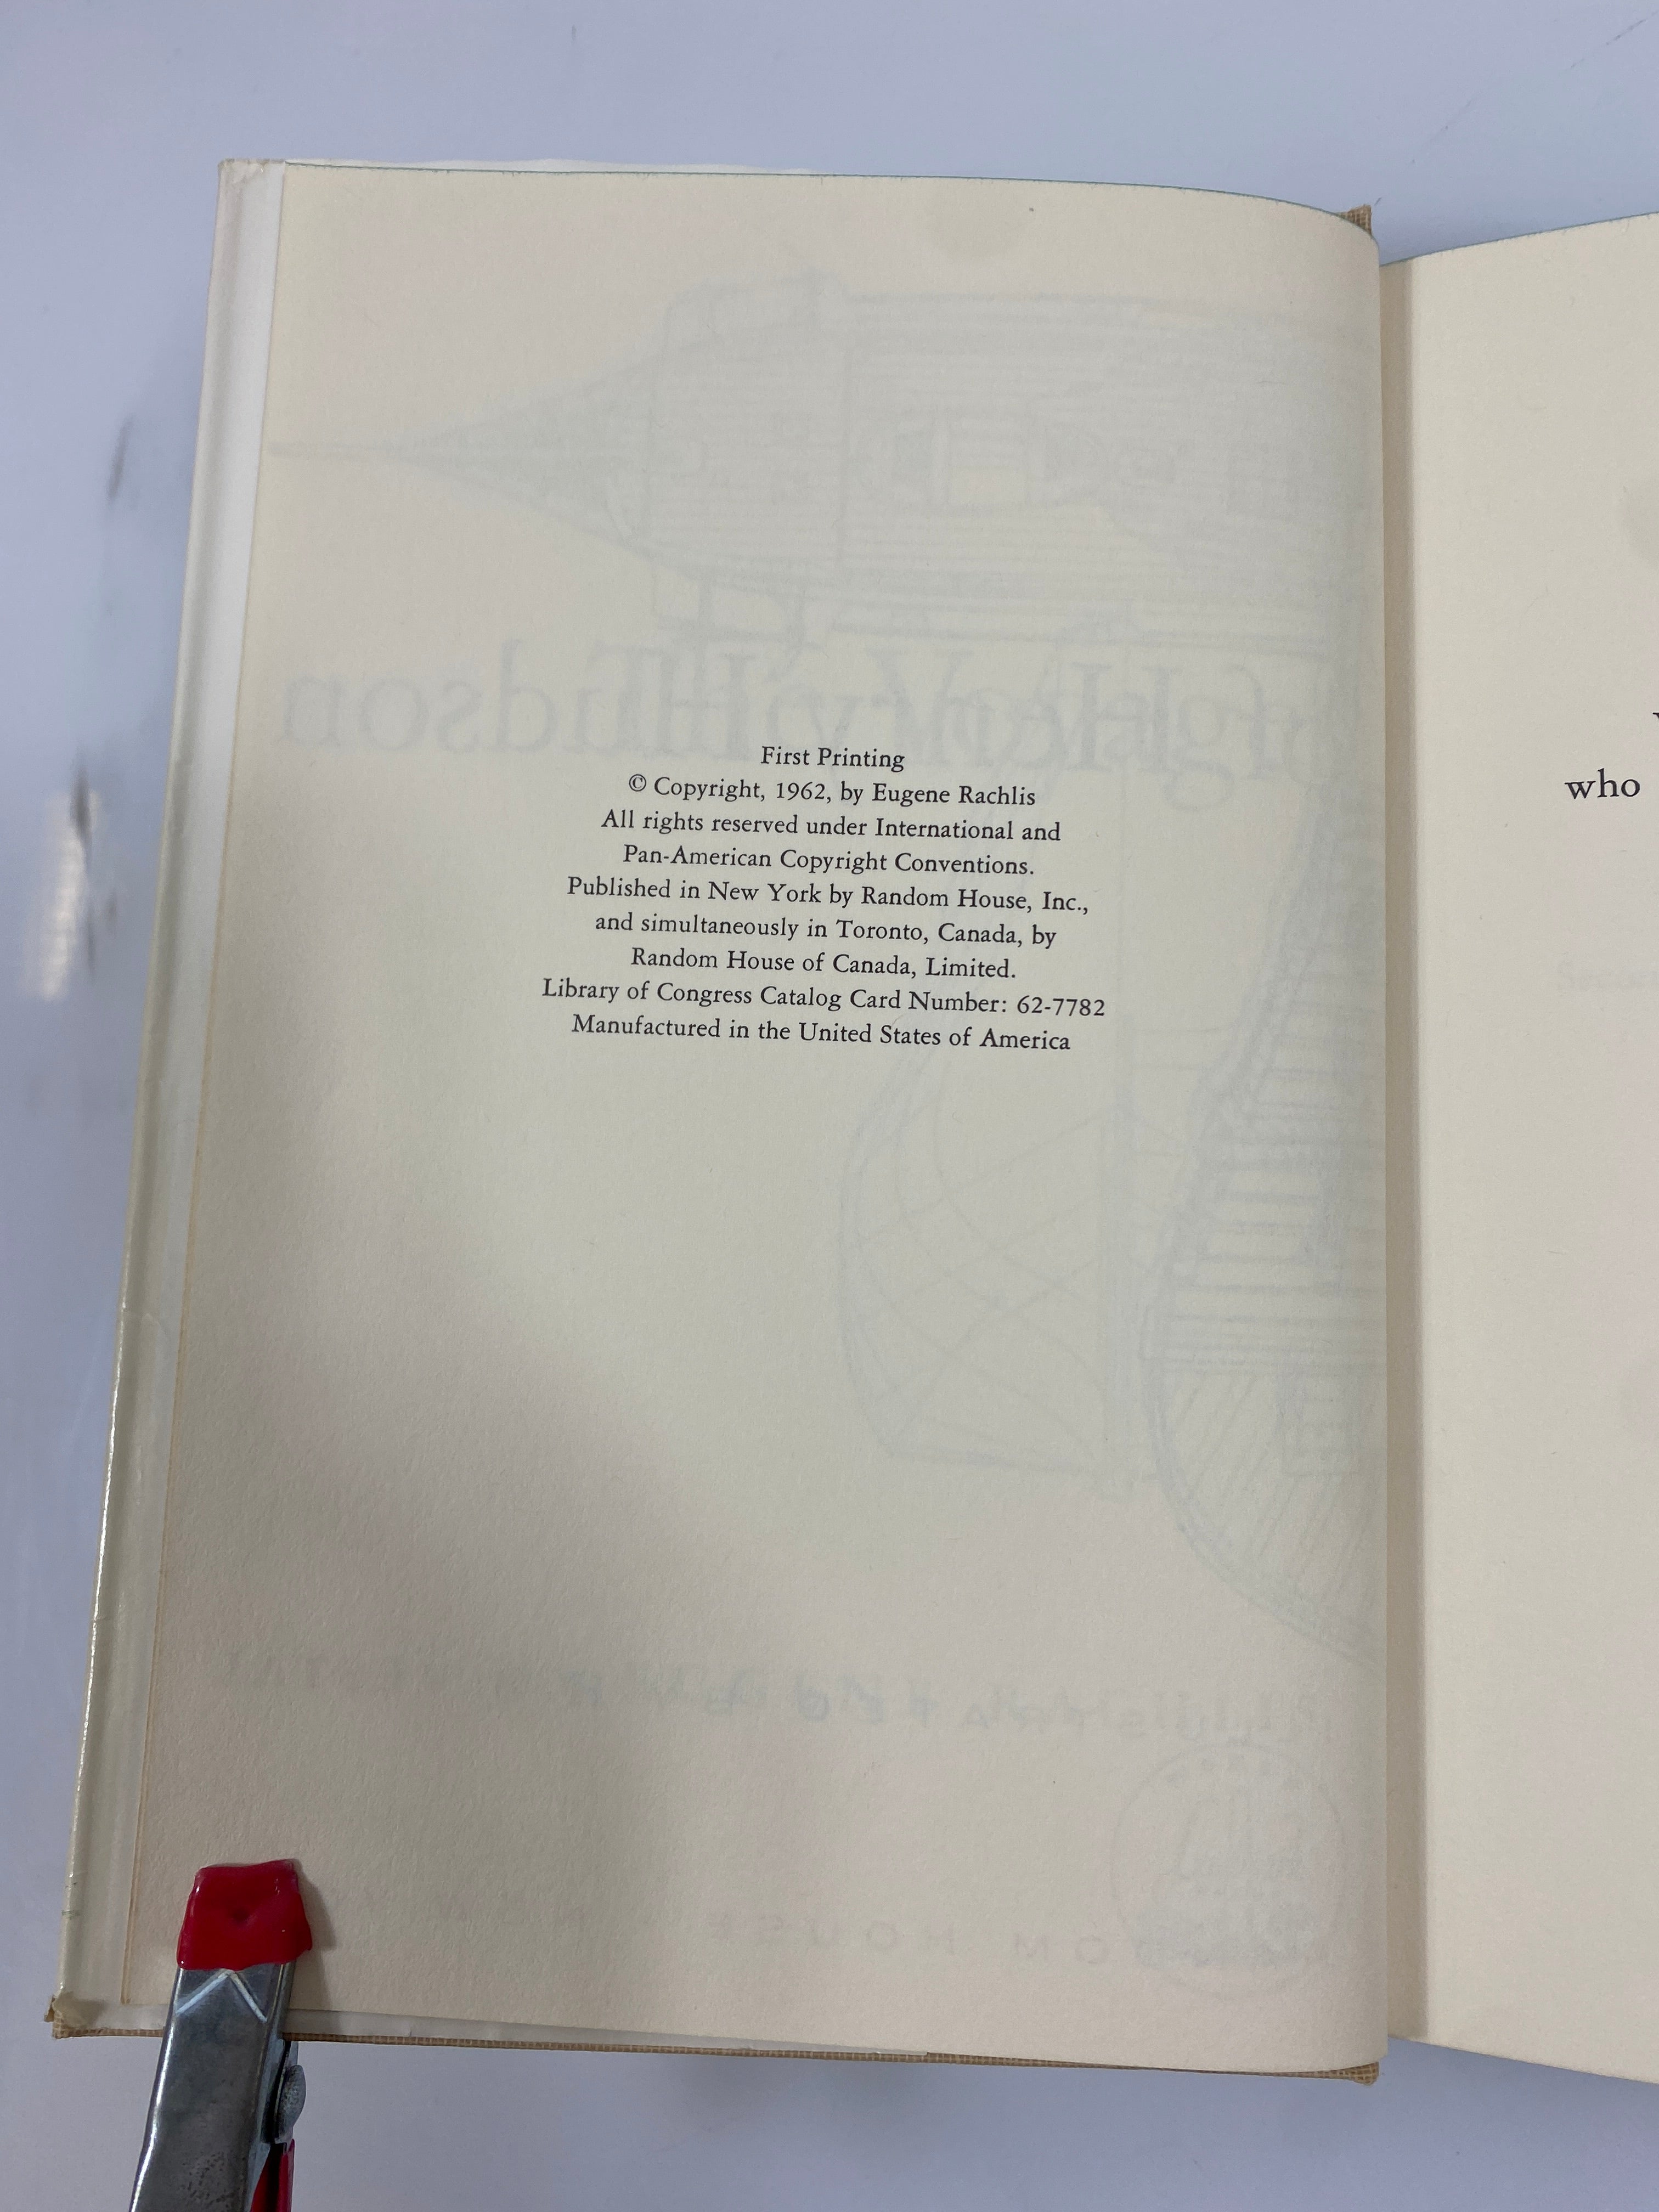 First Printing
© Copyright, 1962, by Eugene Rachlis
All rights reserved under International and
Pan-American Copyright Conventions.
Published in New York by Random House, Inc.,
and simultaneously in Toronto, Canada, by
Random House of Canada, Limited.
Library of Congress Catalog Card Number: 62-7782
Manufactured in the United States of America
who